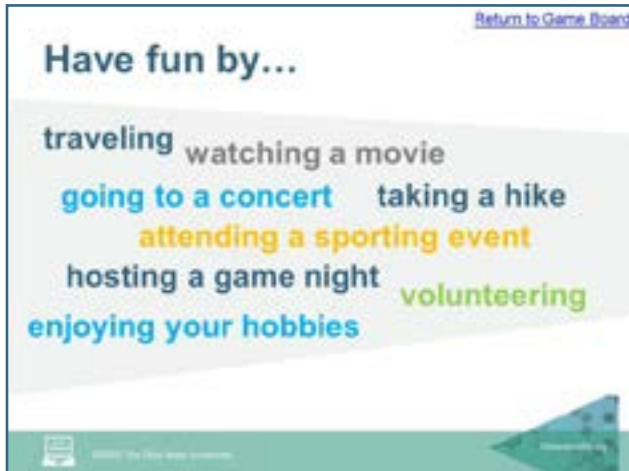 Return to Game Board
Have fun by...
traveling
watching a movie
going to a concert
taking a hike
attending a sporting event
hosting a game night
volunteering
enjoying your hobbies